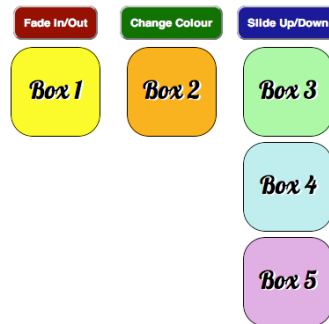 Fade In/Out
Change Colour
Slide Up/Down
Box 1
Box 2
Box 3
Box 4
Box 5